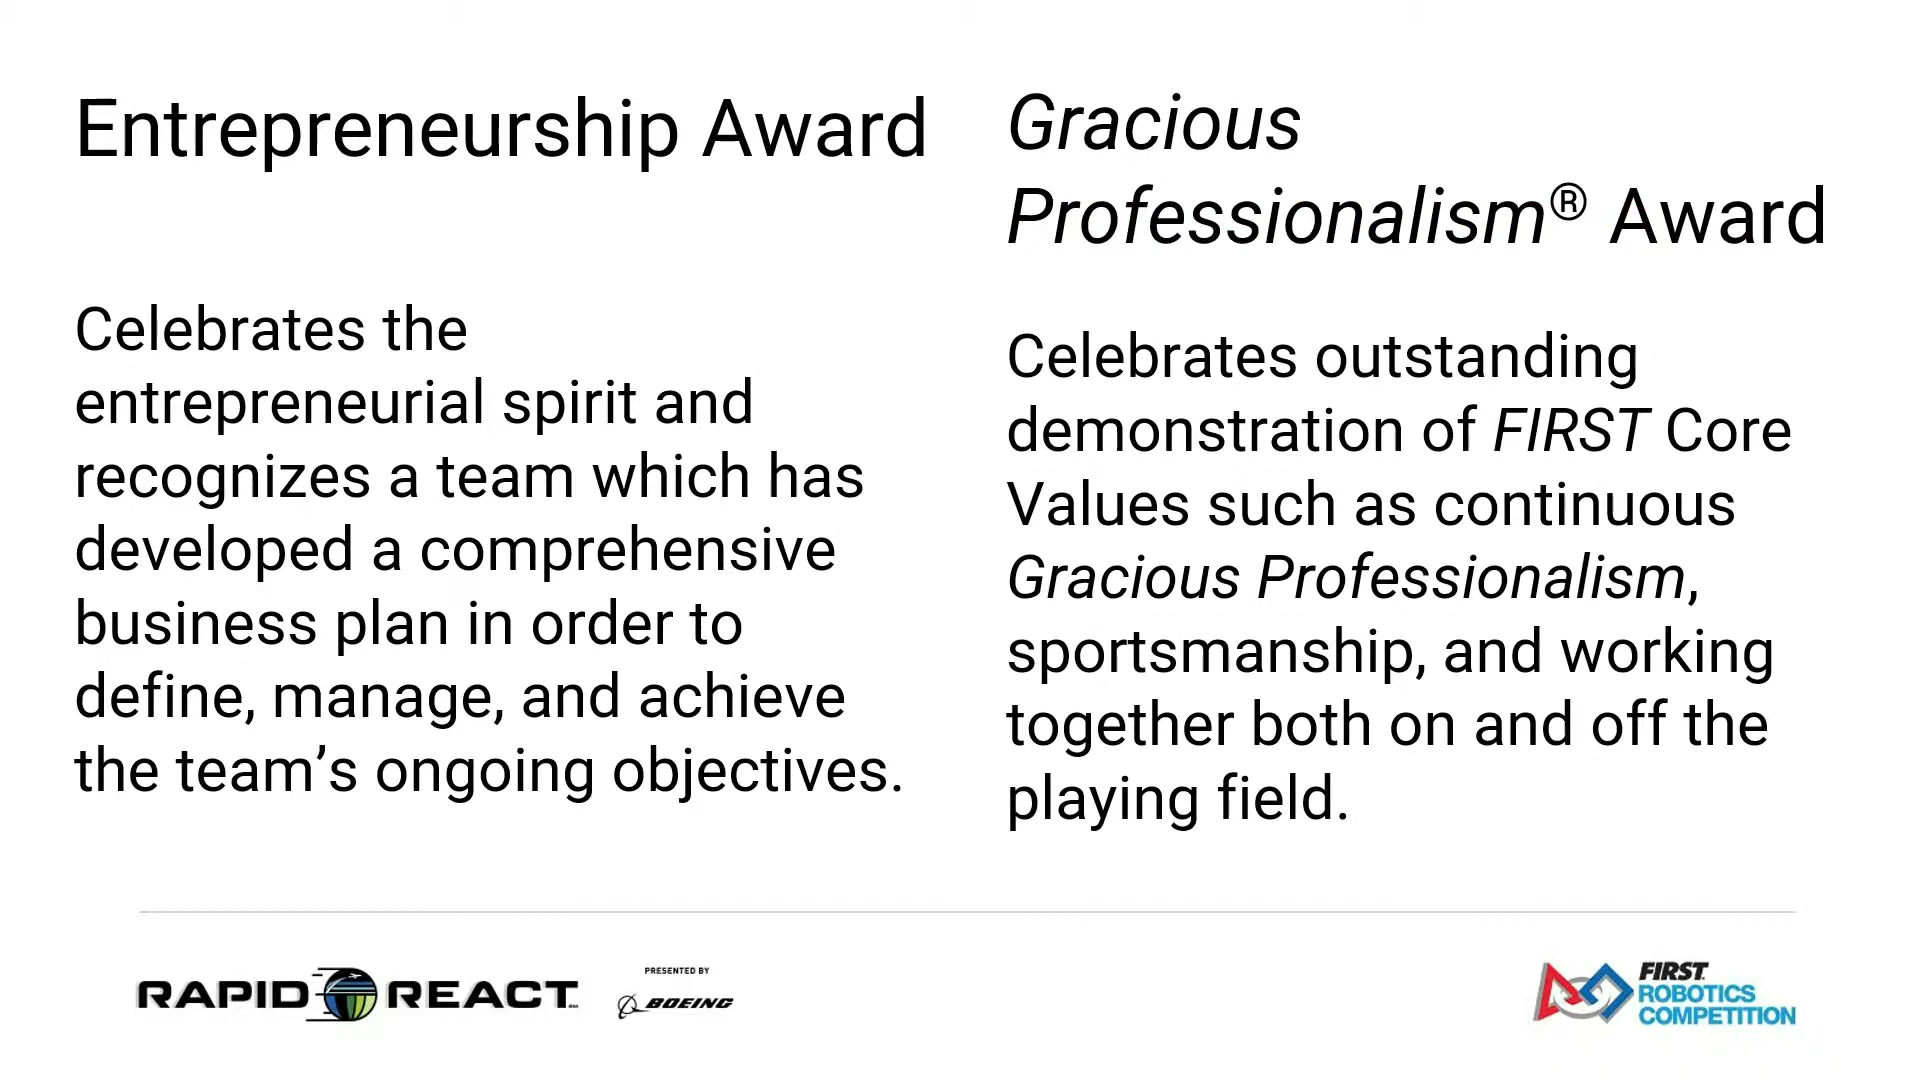 Entrepreneurship Award
Celebrates the
entrepreneurial spirit and
recognizes a team which has
developed a comprehensive
business plan in order to
define, manage, and achieve
the team’s ongoing objectives.
Gracious
Professionalism® Award
Celebrates outstanding
demonstration of FIRST Core
Values such as continuous
Gracious Professionalism,
sportsmanship, and working
together both on and off the
playing field.
RAPID REACT
PRESENTED BY
BOEING
FIRST
ROBOTICS
COMPETITION